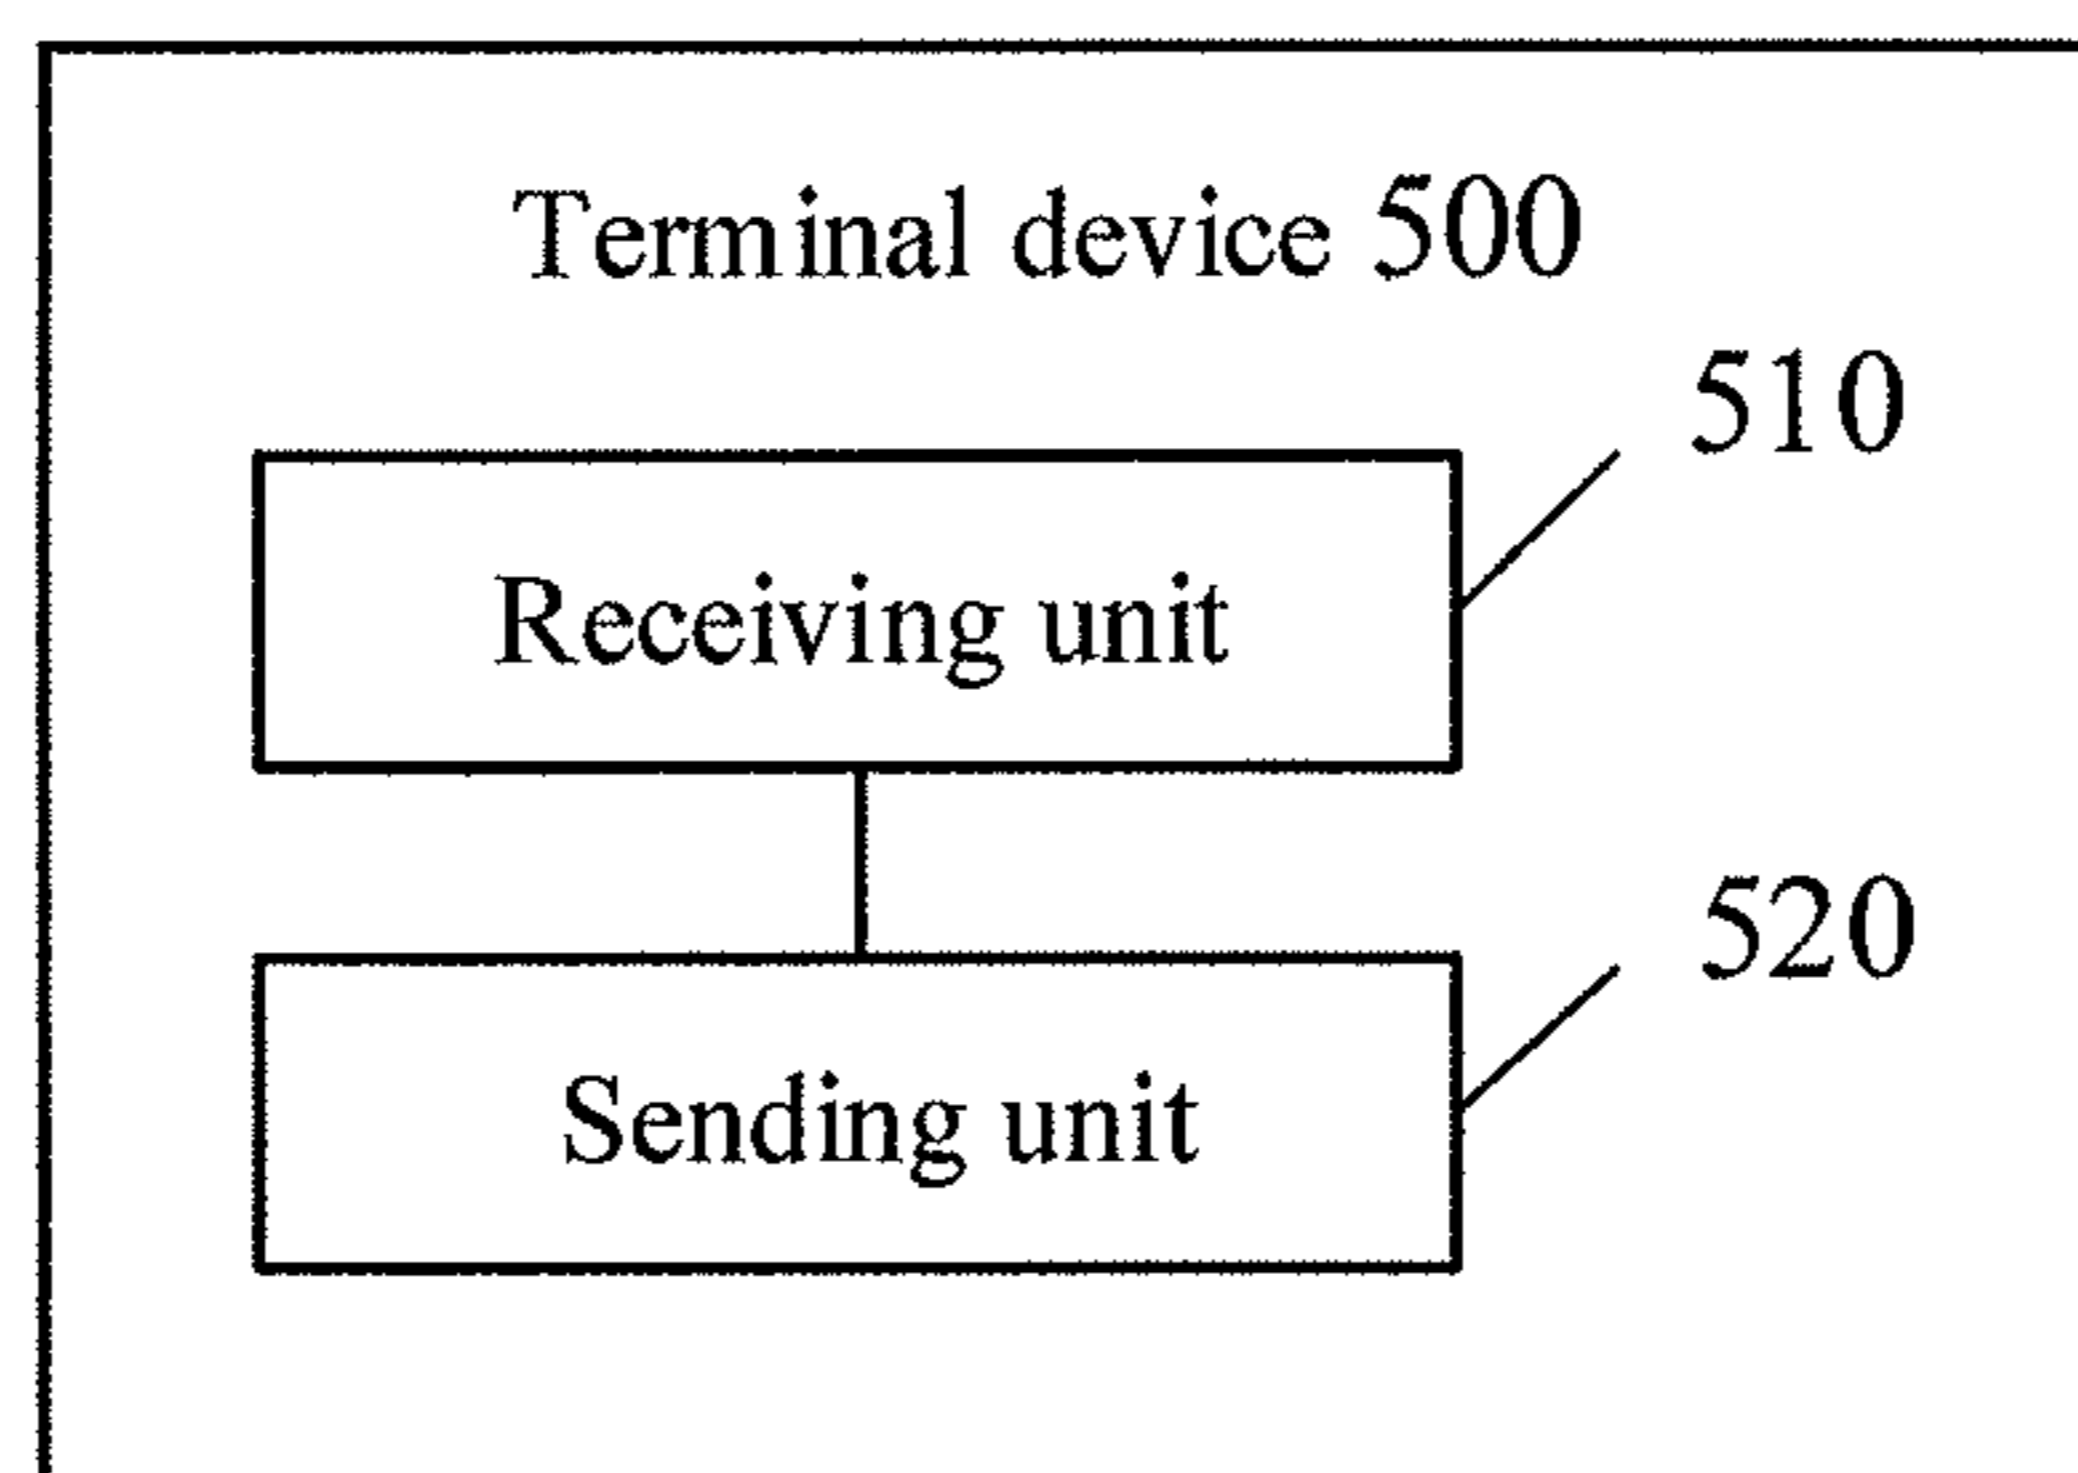 Terminal device 500
510
Receiving unit
520
Sending unit